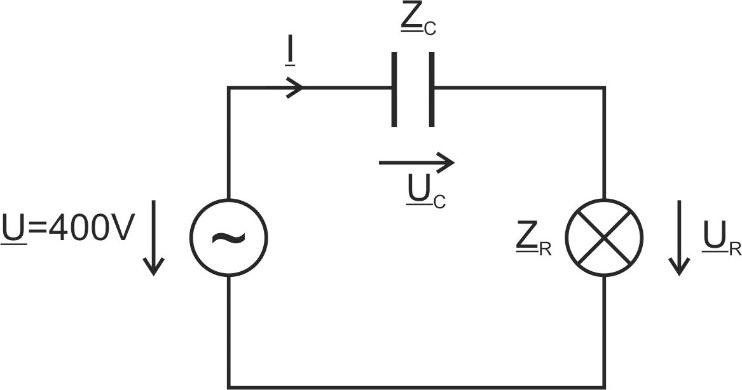 Z_C
I
U_C
U=400V
Z_R
U_R